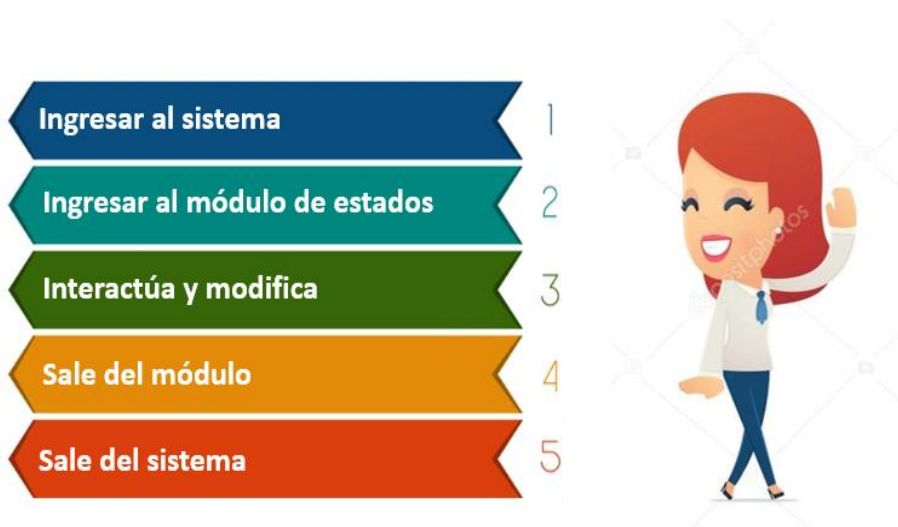 Ingresar al sistema 1
Ingresar al módulo de estados 2
Interactúa y modifica 3
Sale del módulo 4
Sale del sistema 5
depositphotos